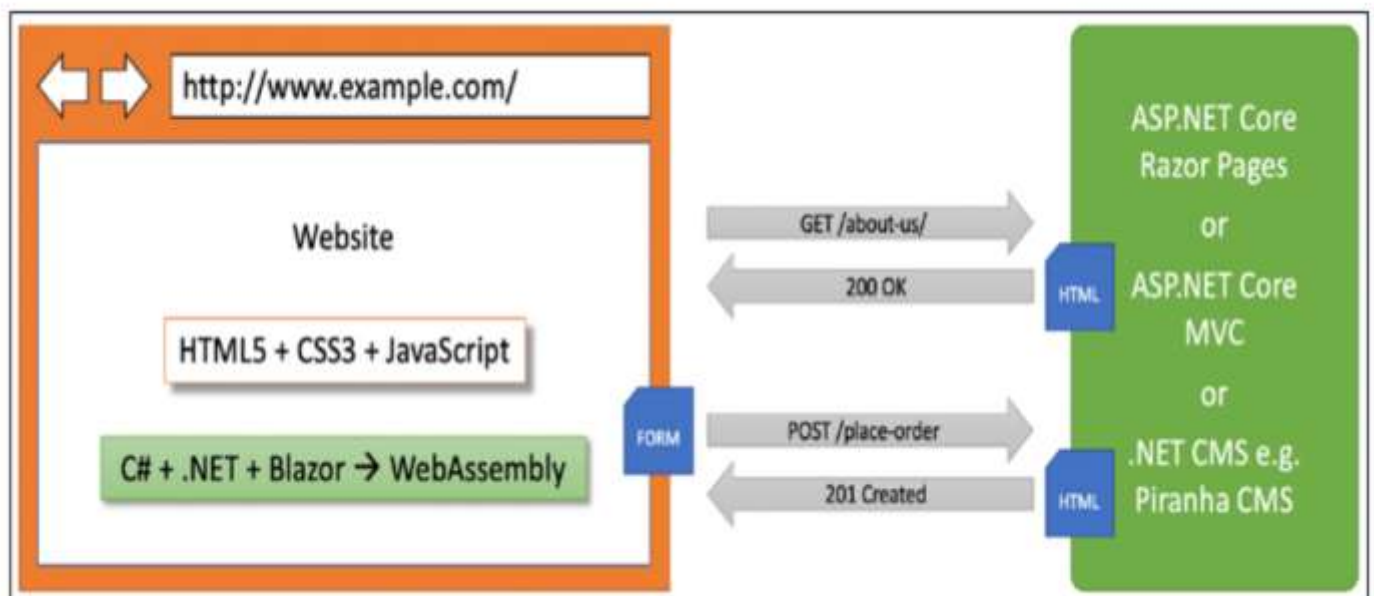 http://www.example.com/
Website
HTML5 + CSS3 + JavaScript
C# + .NET + Blazor → WebAssembly
FORM
GET /about-us/
200 OK
HTML
POST /place-order
201 Created
HTML
ASP.NET Core
Razor Pages
or
ASP.NET Core
MVC
or
.NET CMS e.g.
Piranha CMS